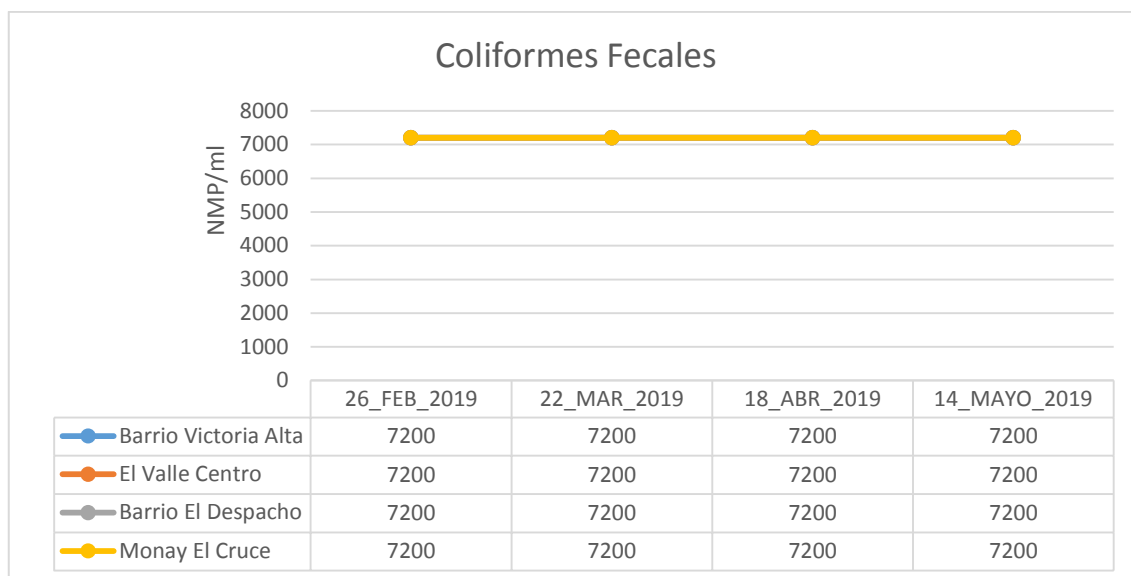 Coliformes Fecales
NMP/ml
8000
7000
6000
5000
4000
3000
2000
1000
0
26_FEB_2019 22_MAR_2019 18_ABR_2019 14_MAYO_2019
Barrio Victoria Alta 7200 7200 7200 7200
El Valle Centro 7200 7200 7200 7200
Barrio El Despacho 7200 7200 7200 7200
Monay El Cruce 7200 7200 7200 7200